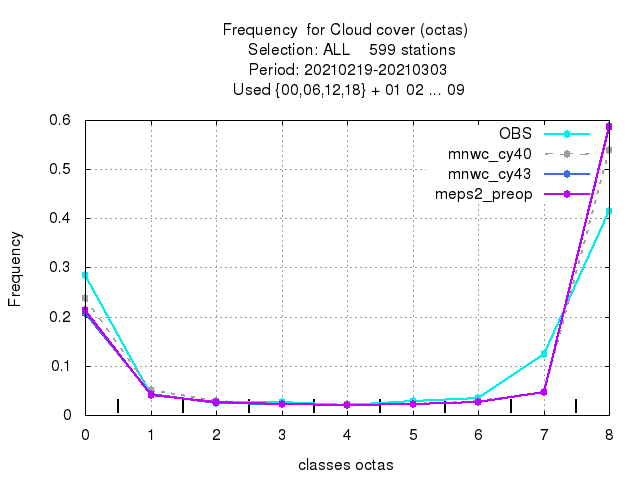 Frequency  for Cloud cover (octas)
Selection: ALL    599 stations
Period: 20210219-20210303
Used {00,06,12,18} + 01 02 ... 09
0.6
0.5
0.4
0.3
0.2
0.1
0
Frequency
OBS
mnwc_cy40
mnwc_cy43
meps2_preop
0 1 2 3 4 5 6 7 8
classes octas